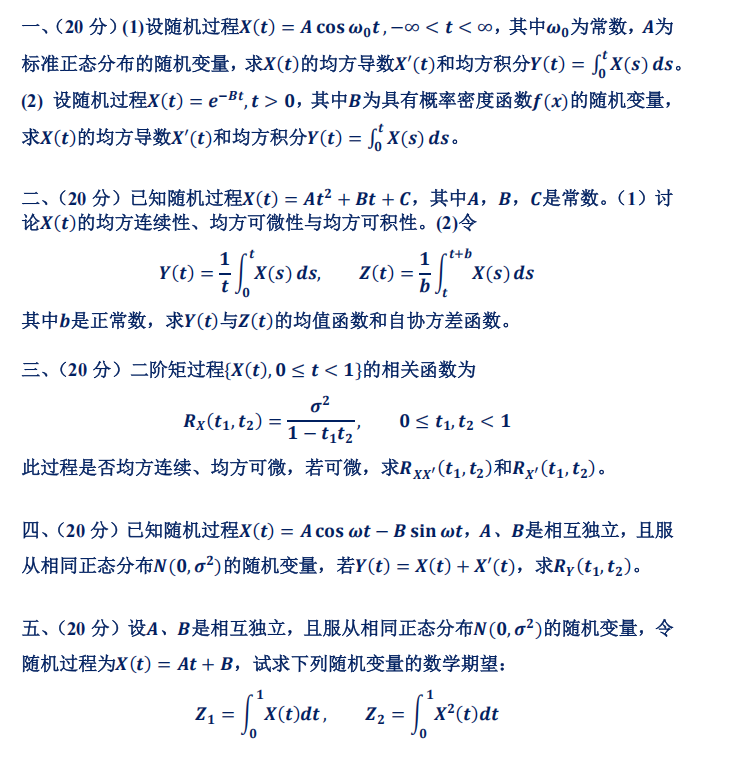 一、（20 分）(1)设随机过程X(t) = A cos ω₀t , −∞ < t < ∞，其中ω₀为常数，A为
标准正态分布的随机变量，求X(t)的均方导数X′(t)和均方积分Y(t) = ∫₀ᵗ X(s) ds。
(2) 设随机过程X(t) = e^{−Bt}, t > 0，其中B为具有概率密度函数f(x)的随机变量，
求X(t)的均方导数X′(t)和均方积分Y(t) = ∫₀ᵗ X(s) ds。
二、（20 分）已知随机过程X(t) = At² + Bt + C，其中A，B，C是常数。（1）讨
论X(t)的均方连续性、均方可微性与均方可积性。(2)令
Y(t) = 1/t ∫₀ᵗ X(s) ds, Z(t) = 1/b ∫_t^{t+b} X(s) ds
其中b是正常数，求Y(t)与Z(t)的均值函数和自协方差函数。
三、（20 分）二阶矩过程{X(t), 0 ≤ t < 1}的相关函数为
R_X(t₁, t₂) = σ²/(1 − t₁t₂), 0 ≤ t₁, t₂ < 1
此过程是否均方连续、均方可微，若可微，求R_{XX′}(t₁, t₂)和R_{X′}(t₁, t₂)。
四、（20 分）已知随机过程X(t) = A cos ωt − B sin ωt，A、B是相互独立，且服
从相同正态分布N(0, σ²)的随机变量，若Y(t) = X(t) + X′(t)，求R_Y(t₁, t₂)。
五、（20 分）设A、B是相互独立，且服从相同正态分布N(0, σ²)的随机变量，令
随机过程为X(t) = At + B，试求下列随机变量的数学期望：
Z₁ = ∫₀¹ X(t)dt , Z₂ = ∫₀¹ X²(t)dt